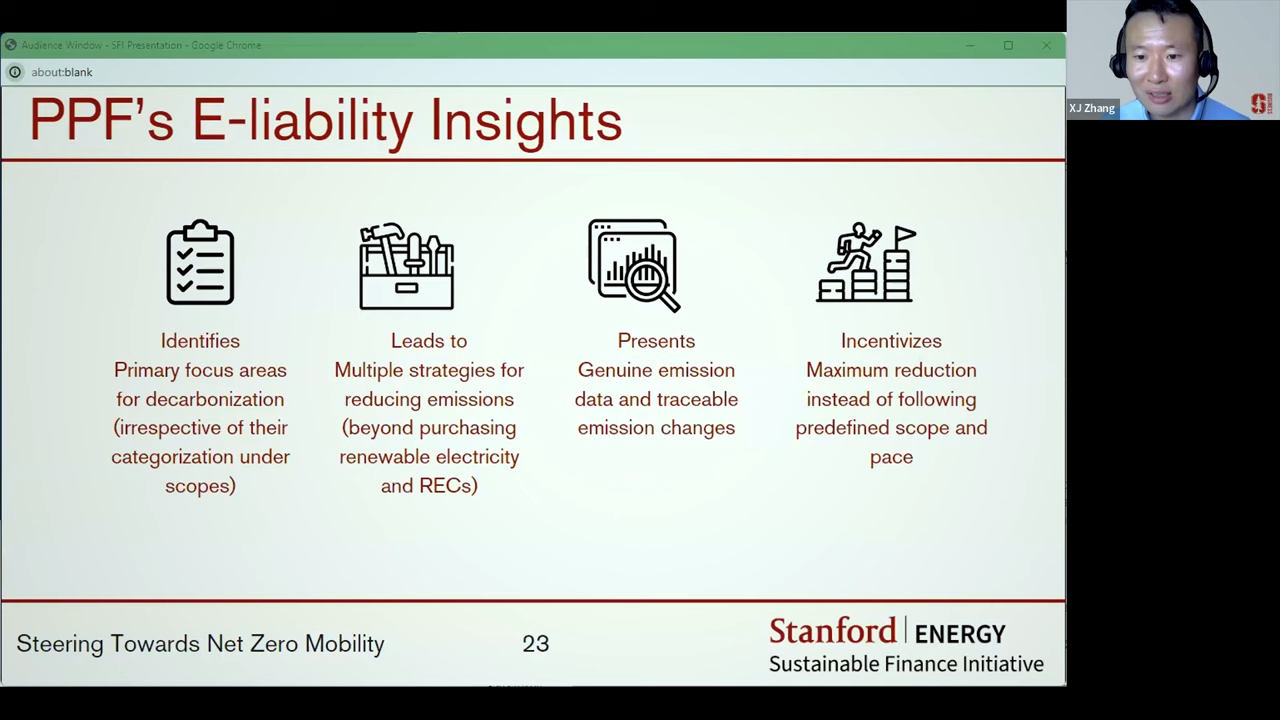 Audience Window - SFI Presentation - Google Chrome
about:blank
XJ Zhang
PPF's E-liability Insights
Identifies
Primary focus areas
for decarbonization
(irrespective of their
categorization under
scopes)
Leads to
Multiple strategies for
reducing emissions
(beyond purchasing
renewable electricity
and RECs)
Presents
Genuine emission
data and traceable
emission changes
Incentivizes
Maximum reduction
instead of following
predefined scope and
pace
Steering Towards Net Zero Mobility
23
Stanford | ENERGY
Sustainable Finance Initiative